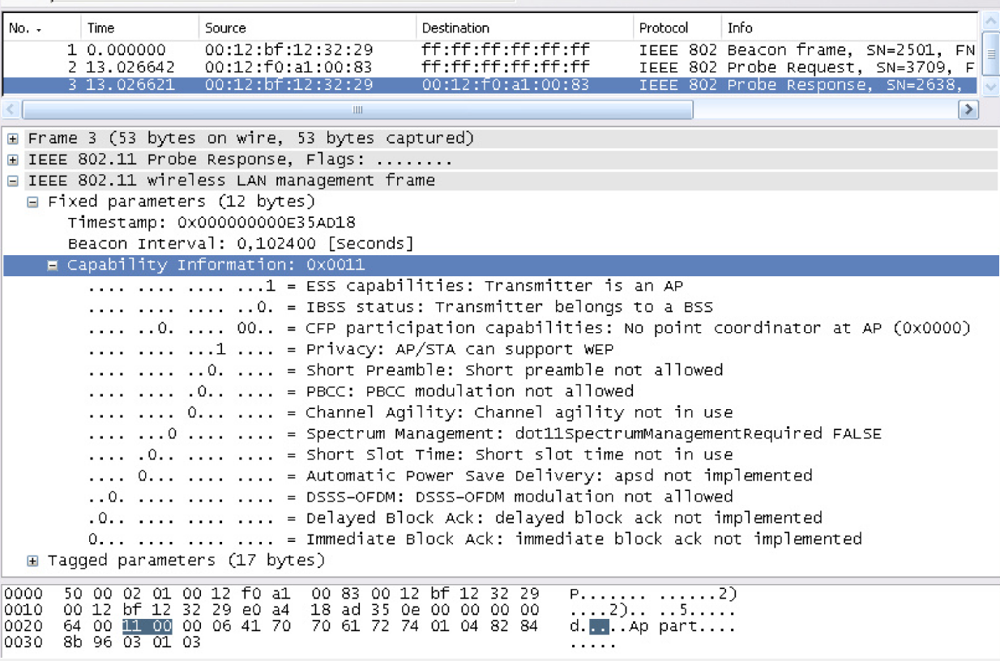 No. Time Source Destination Protocol Info
1 0.000000 00:12:bf:12:32:29 ff:ff:ff:ff:ff:ff IEEE 802 Beacon frame, SN=2501, FN
2 13.026642 00:12:f0:a1:00:83 ff:ff:ff:ff:ff:ff IEEE 802 Probe Request, SN=3709, F
3 13.026621 00:12:bf:12:32:29 00:12:f0:a1:00:83 IEEE 802 Probe Response, SN=2638,
Frame 3 (53 bytes on wire, 53 bytes captured)
IEEE 802.11 Probe Response, Flags: ........
IEEE 802.11 wireless LAN management frame
Fixed parameters (12 bytes)
Timestamp: 0x000000000E35AD18
Beacon Interval: 0,102400 [Seconds]
Capability Information: 0x0011
.... .... .... ...1 = ESS capabilities: Transmitter is an AP
.... .... .... ..0. = IBSS status: Transmitter belongs to a BSS
.... ..0. .... 00.. = CFP participation capabilities: No point coordinator at AP (0x0000)
.... .... ...1 .... = Privacy: AP/STA can support WEP
.... .... ..0. .... = Short Preamble: Short preamble not allowed
.... .... .0.. .... = PBCC: PBCC modulation not allowed
.... .... 0... .... = Channel Agility: Channel agility not in use
.... ...0 .... .... = Spectrum Management: dot11SpectrumManagementRequired FALSE
.... .0.. .... .... = Short Slot Time: Short slot time not in use
.... 0... .... .... = Automatic Power Save Delivery: apsd not implemented
..0. .... .... .... = DSSS-OFDM: DSSS-OFDM modulation not allowed
.0.. .... .... .... = Delayed Block Ack: delayed block ack not implemented
0... .... .... .... = Immediate Block Ack: immediate block ack not implemented
Tagged parameters (17 bytes)
0000 50 00 02 01 00 12 f0 a1 00 83 00 12 bf 12 32 29 P....... ......2)
0010 00 12 bf 12 32 29 e0 a4 18 ad 35 0e 00 00 00 00 ....2).. ..5.....
0020 64 00 11 00 00 06 41 70 70 61 72 74 01 04 82 84 d.....Ap part....
0030 8b 96 03 01 03 .....